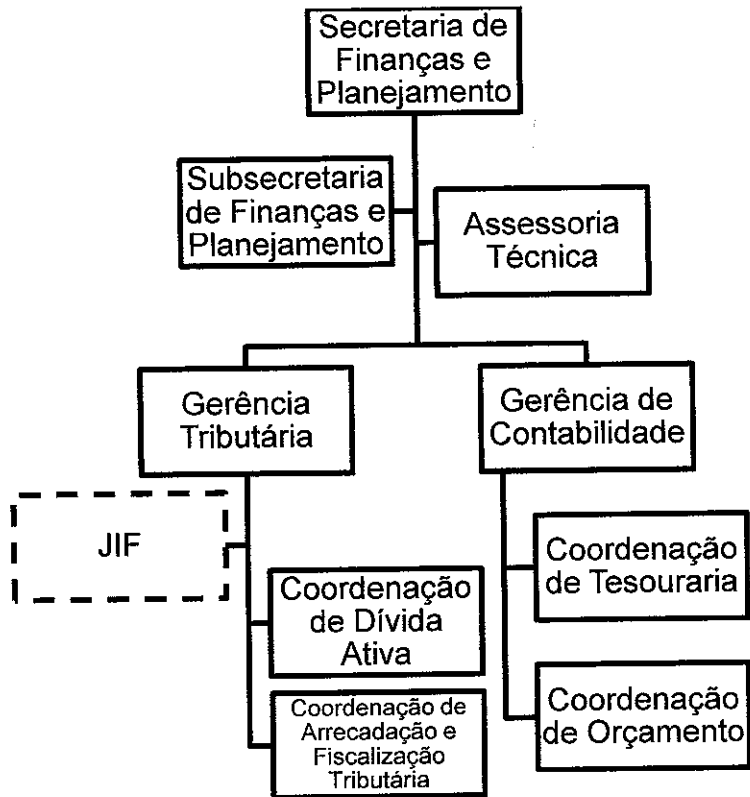 Secretaria de
Finanças e
Planejamento
Subsecretaria
de Finanças e
Planejamento
Assessoria
Técnica
Gerência
Tributária
Gerência de
Contabilidade
JIF
Coordenação
de Dívida
Ativa
Coordenação de
Arrecadação e
Fiscalização
Tributária
Coordenação
de Tesouraria
Coordenação
de Orçamento